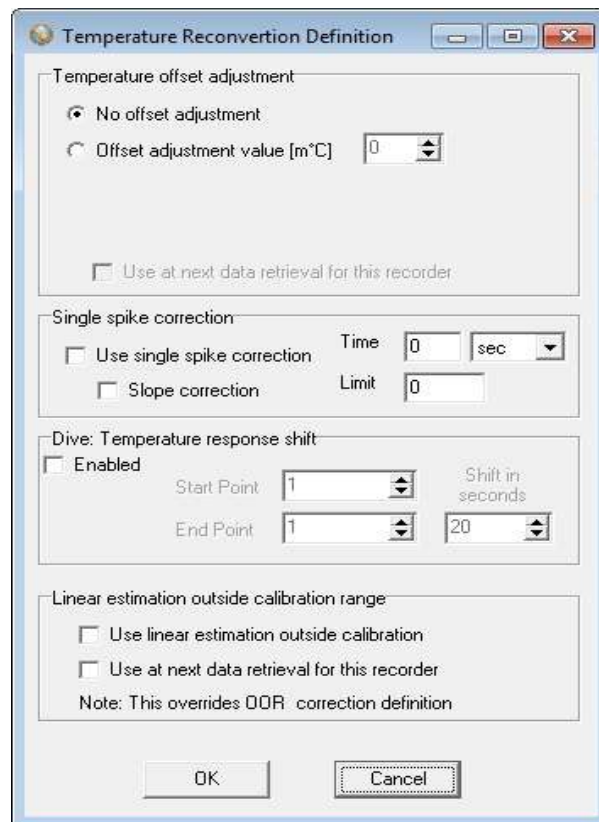 Temperature Reconvertion Definition
Temperature offset adjustment
No offset adjustment
Offset adjustment value [m°C] 0
Use at next data retrieval for this recorder
Single spike correction
Use single spike correction Time 0 sec
Slope correction Limit 0
Dive: Temperature response shift
Enabled
Start Point 1 Shift in seconds
End Point 1 20
Linear estimation outside calibration range
Use linear estimation outside calibration
Use at next data retrieval for this recorder
Note: This overrides OOR correction definition
OK Cancel